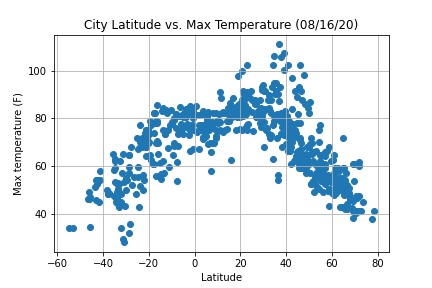 City Latitude vs. Max Temperature (08/16/20)
Max temperature (F)
100
80
60
40
−60 −40 −20 0 20 40 60 80
Latitude